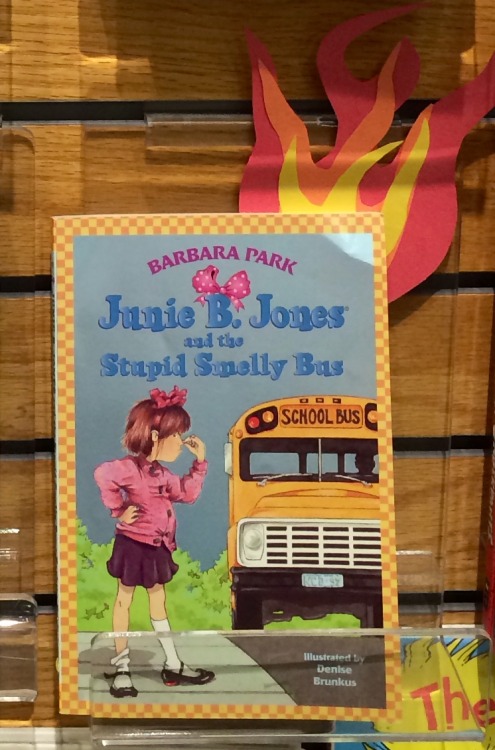 BARBARA PARK
Junie B. Jones
and the
Stupid Smelly Bus
SCHOOL BUS
Illustrated by
Denise
Brunkus
The